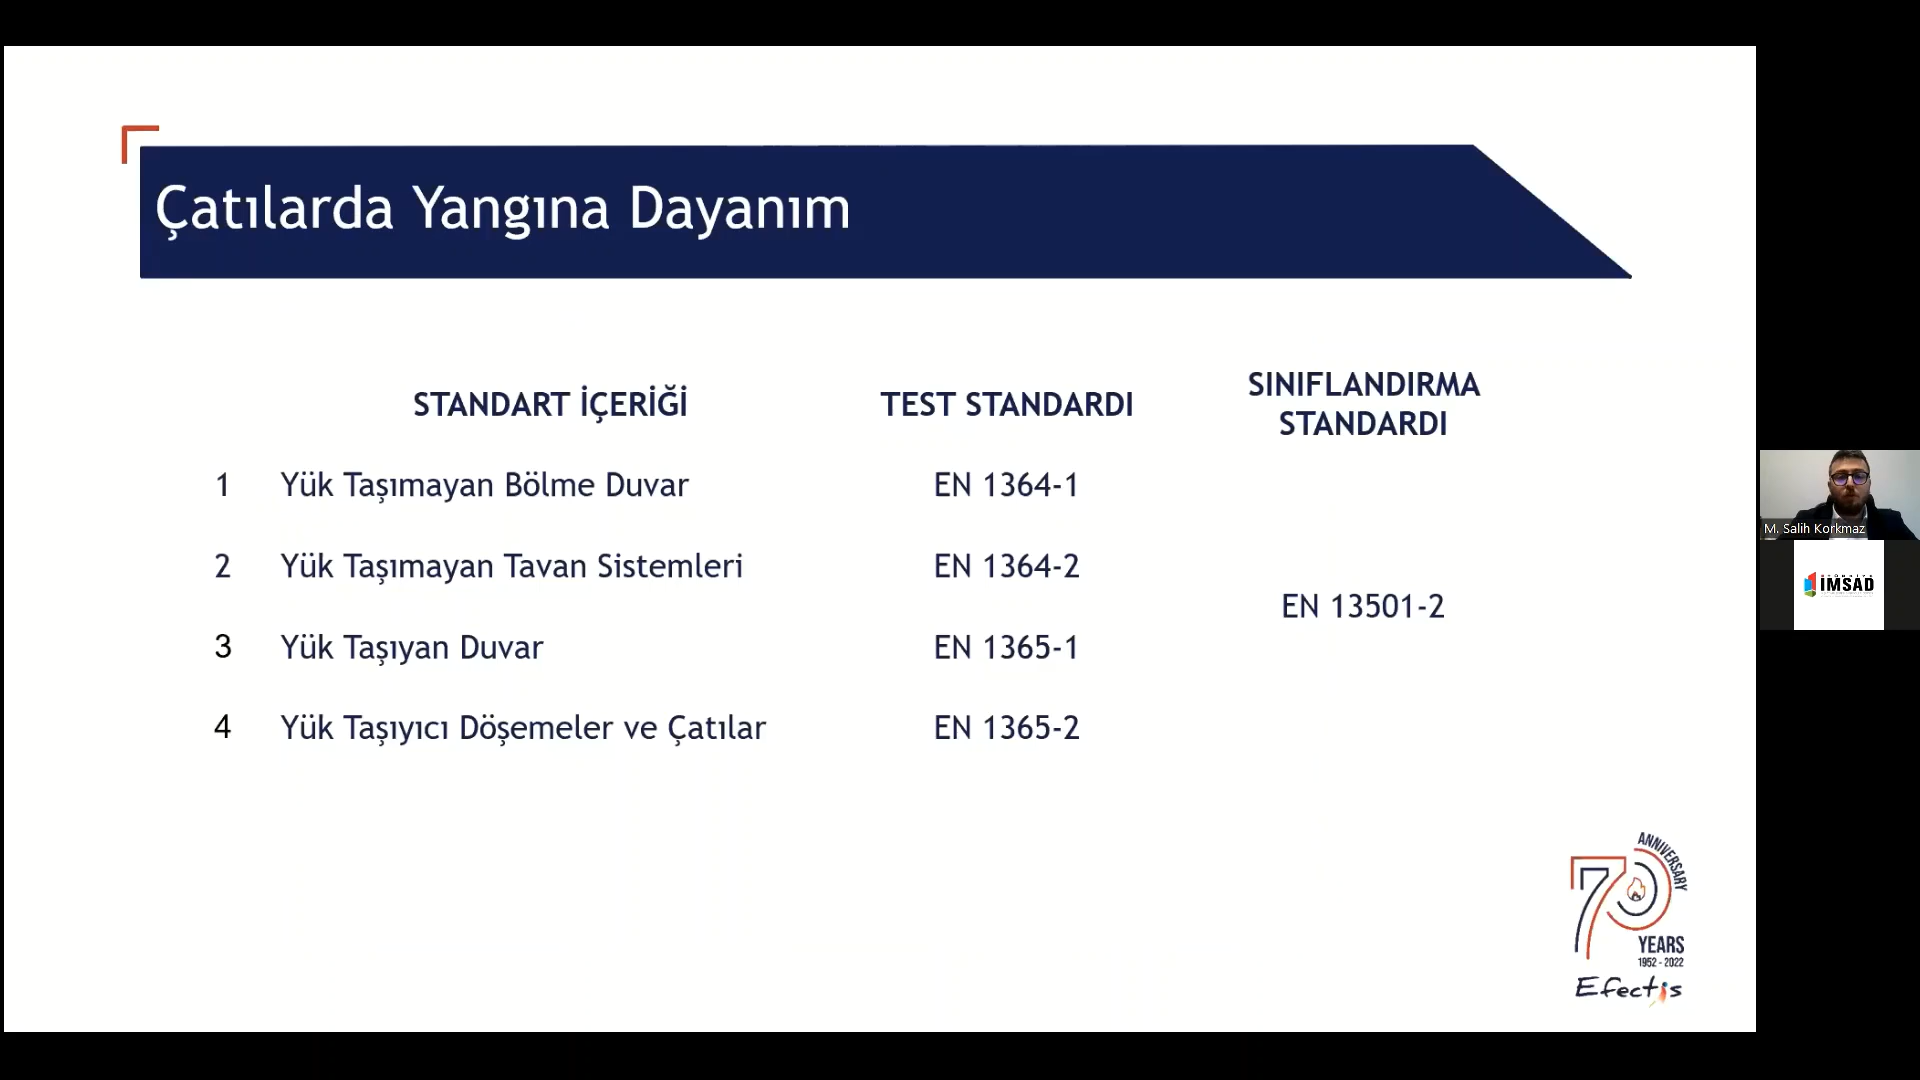 Çatılarda Yangına Dayanım
STANDART İÇERİĞİ TEST STANDARDI SINIFLANDIRMA
STANDARDI
1 Yük Taşımayan Bölme Duvar EN 1364-1
2 Yük Taşımayan Tavan Sistemleri EN 1364-2
EN 13501-2
3 Yük Taşıyan Duvar EN 1365-1
4 Yük Taşıyıcı Döşemeler ve Çatılar EN 1365-2
ANNIVERSARY
70
YEARS
1952 - 2022
Efectis
M. Salih Korkmaz
İMSAD